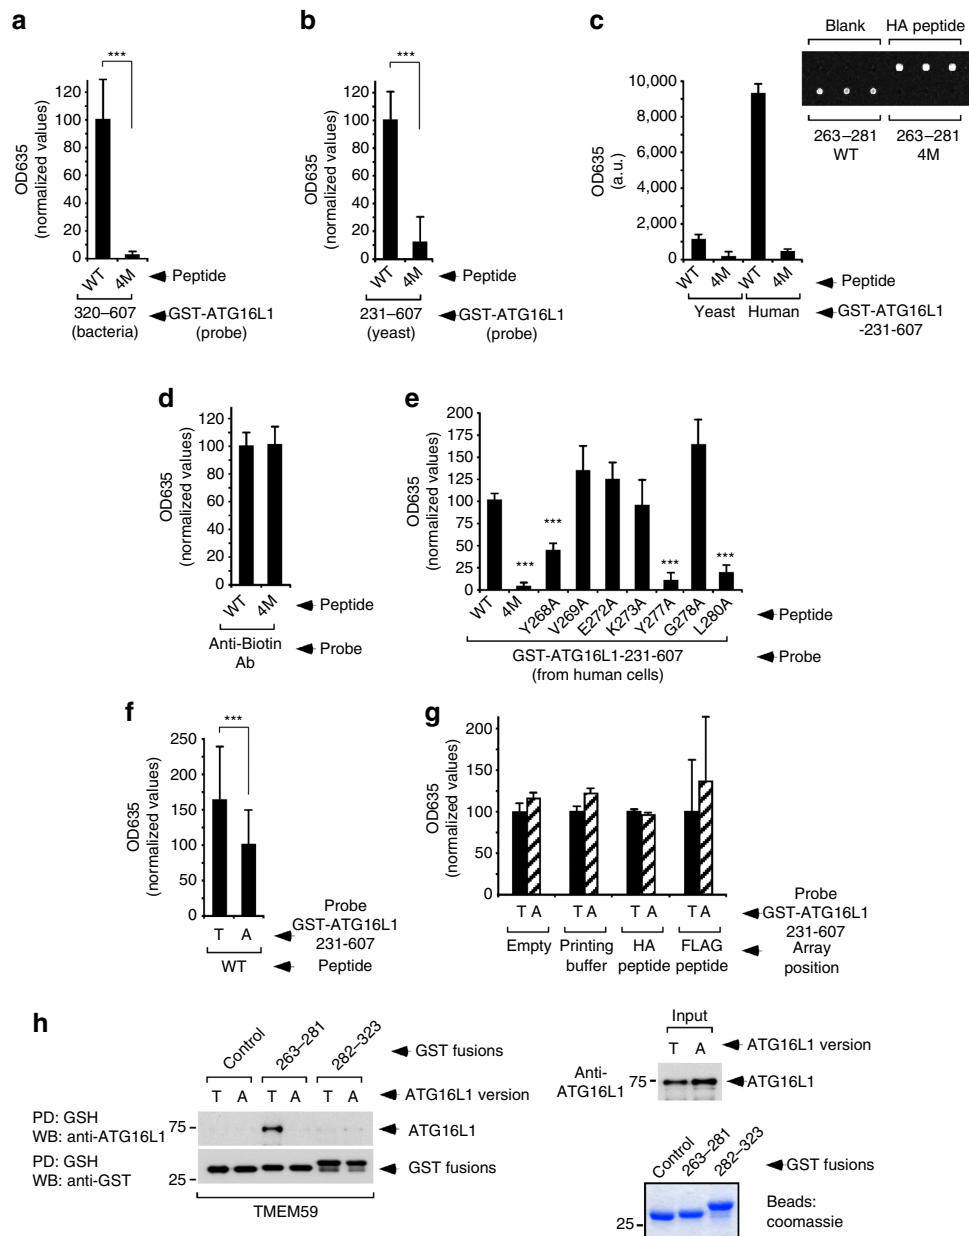 a
***
120
100
80
60
40
20
0
OD635
(normalized values)
WT
4M
Peptide
320–607
(bacteria)
GST-ATG16L1
(probe)
b
***
120
100
80
60
40
20
0
OD635
(normalized values)
WT
4M
Peptide
231–607
(yeast)
GST-ATG16L1
(probe)
c
Blank
HA peptide
263–281
WT
263–281
4M
10,000
8,000
6,000
4,000
2,000
0
OD635
(a.u.)
WT
4M
WT
4M
Peptide
Yeast
Human
GST-ATG16L1
-231-607
d
120
100
80
60
40
20
0
OD635
(normalized values)
WT
4M
Peptide
Anti-Biotin
Ab
Probe
e
200
175
150
125
100
75
50
25
0
OD635
(normalized values)
***
***
***
***
WT
4M
Y268A
V269A
E272A
K273A
Y277A
G278A
L280A
Peptide
GST-ATG16L1-231-607
(from human cells)
Probe
f
***
250
200
150
100
50
0
OD635
(normalized values)
T A
Probe
GST-ATG16L1
231-607
WT
Peptide
g
200
150
100
50
0
OD635
(normalized values)
T A
T A
T A
T A
Probe
GST-ATG16L1
231-607
Empty
Printing
buffer
HA
peptide
FLAG
peptide
Array
position
h
Control
263–281
282–323
GST fusions
T A T A T A
ATG16L1 version
PD: GSH
WB: anti-ATG16L1
75
ATG16L1
PD: GSH
WB: anti-GST
25
GST fusions
TMEM59
Input
T A
ATG16L1 version
Anti-
ATG16L1
75
ATG16L1
Control
263–281
282–323
GST fusions
25
Beads:
coomassie